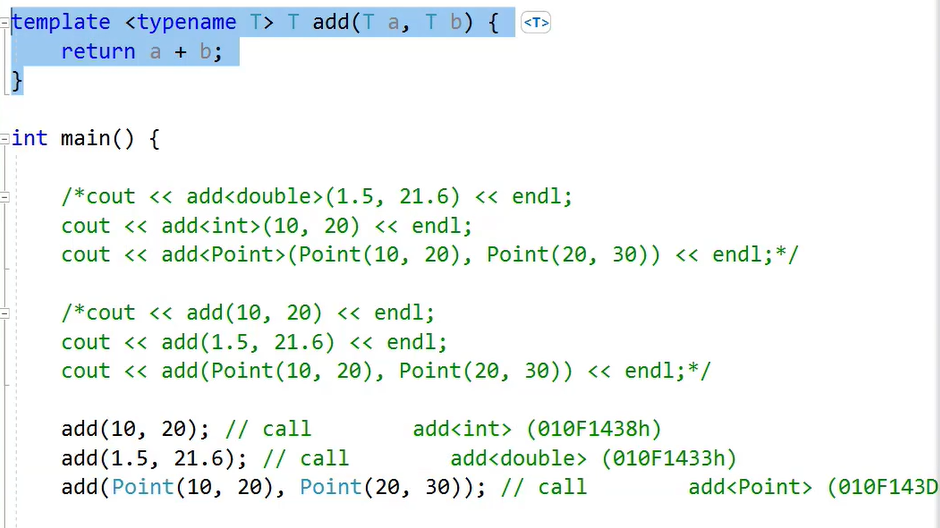 template <typename T> T add(T a, T b) { <T>
return a + b;
}
int main() {
/*cout << add<double>(1.5, 21.6) << endl;
cout << add<int>(10, 20) << endl;
cout << add<Point>(Point(10, 20), Point(20, 30)) << endl;*/
/*cout << add(10, 20) << endl;
cout << add(1.5, 21.6) << endl;
cout << add(Point(10, 20), Point(20, 30)) << endl;*/
add(10, 20); // call add<int> (010F1438h)
add(1.5, 21.6); // call add<double> (010F1433h)
add(Point(10, 20), Point(20, 30)); // call add<Point> (010F143D